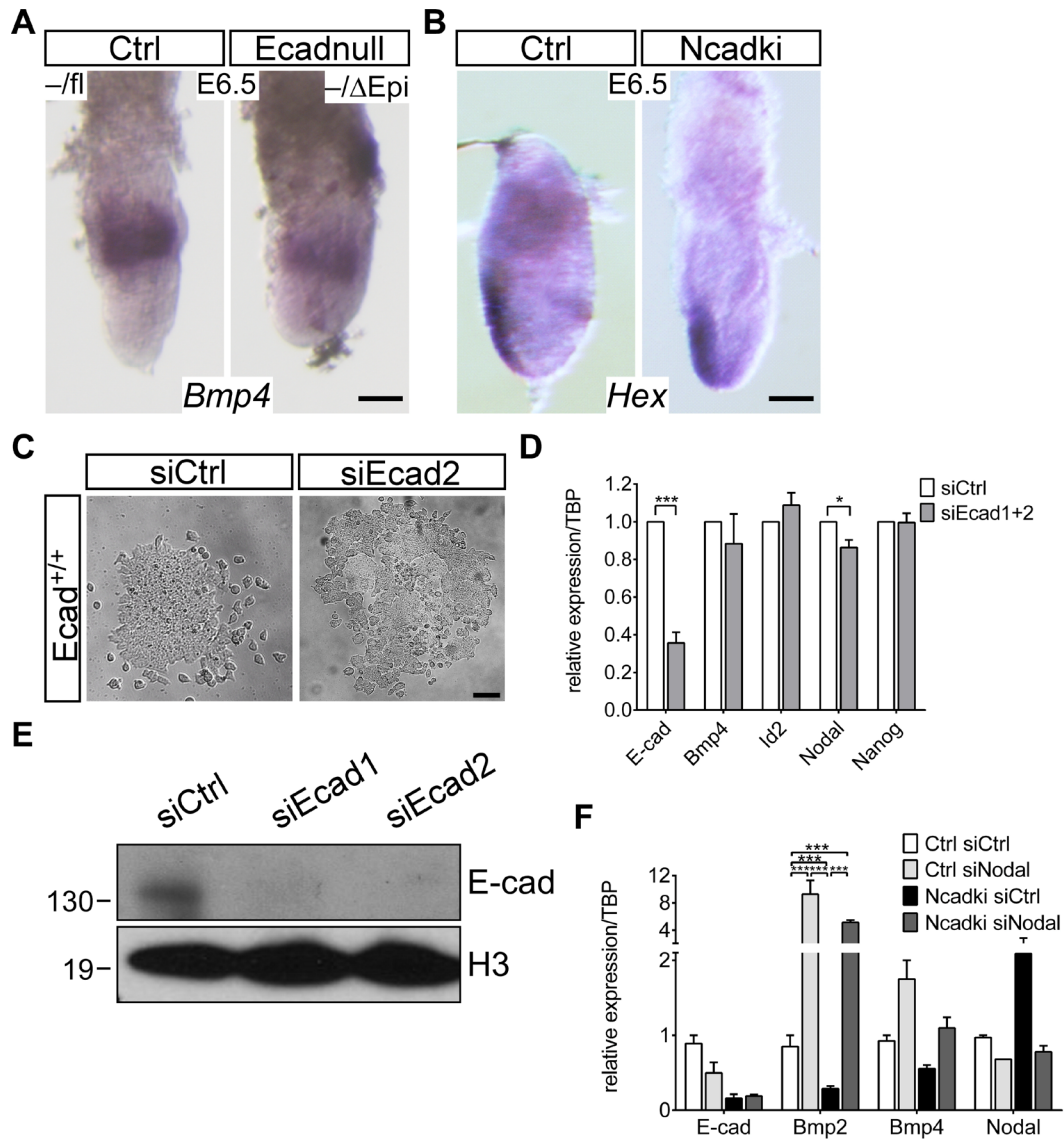 A
Ctrl
Ecadnull
–/fl
E6.5
–/ΔEpi
Bmp4
B
Ctrl
Ncadki
E6.5
Hex
C
siCtrl
siEcad2
Ecad+/+
D
relative expression/TBP
1.2
1.0
0.8
0.6
0.4
0.2
0.0
***
*
siCtrl
siEcad1+2
E-cad
Bmp4
Id2
Nodal
Nanog
E
siCtrl
siEcad1
siEcad2
130
E-cad
19
H3
F
relative expression/TBP
12
8
4
2
1
0
***
***
***
***
***
Ctrl siCtrl
Ctrl siNodal
Ncadki siCtrl
Ncadki siNodal
E-cad
Bmp2
Bmp4
Nodal